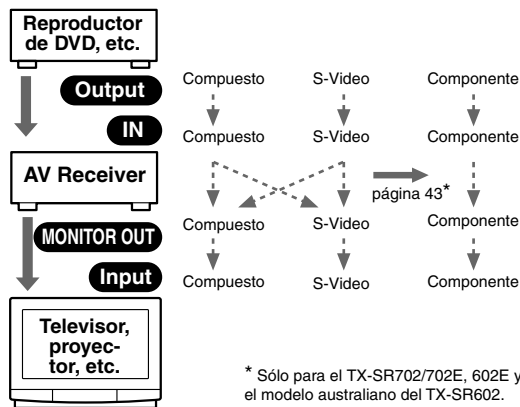 Reproductor
de DVD, etc.
Output
Compuesto S-Video Componente
IN
Compuesto S-Video Componente
AV Receiver
página 43*
MONITOR OUT
Compuesto S-Video Componente
Input
Compuesto S-Video Componente
Televisor,
proyec-
tor, etc.
* Sólo para el TX-SR702/702E, 602E y
el modelo australiano del TX-SR602.